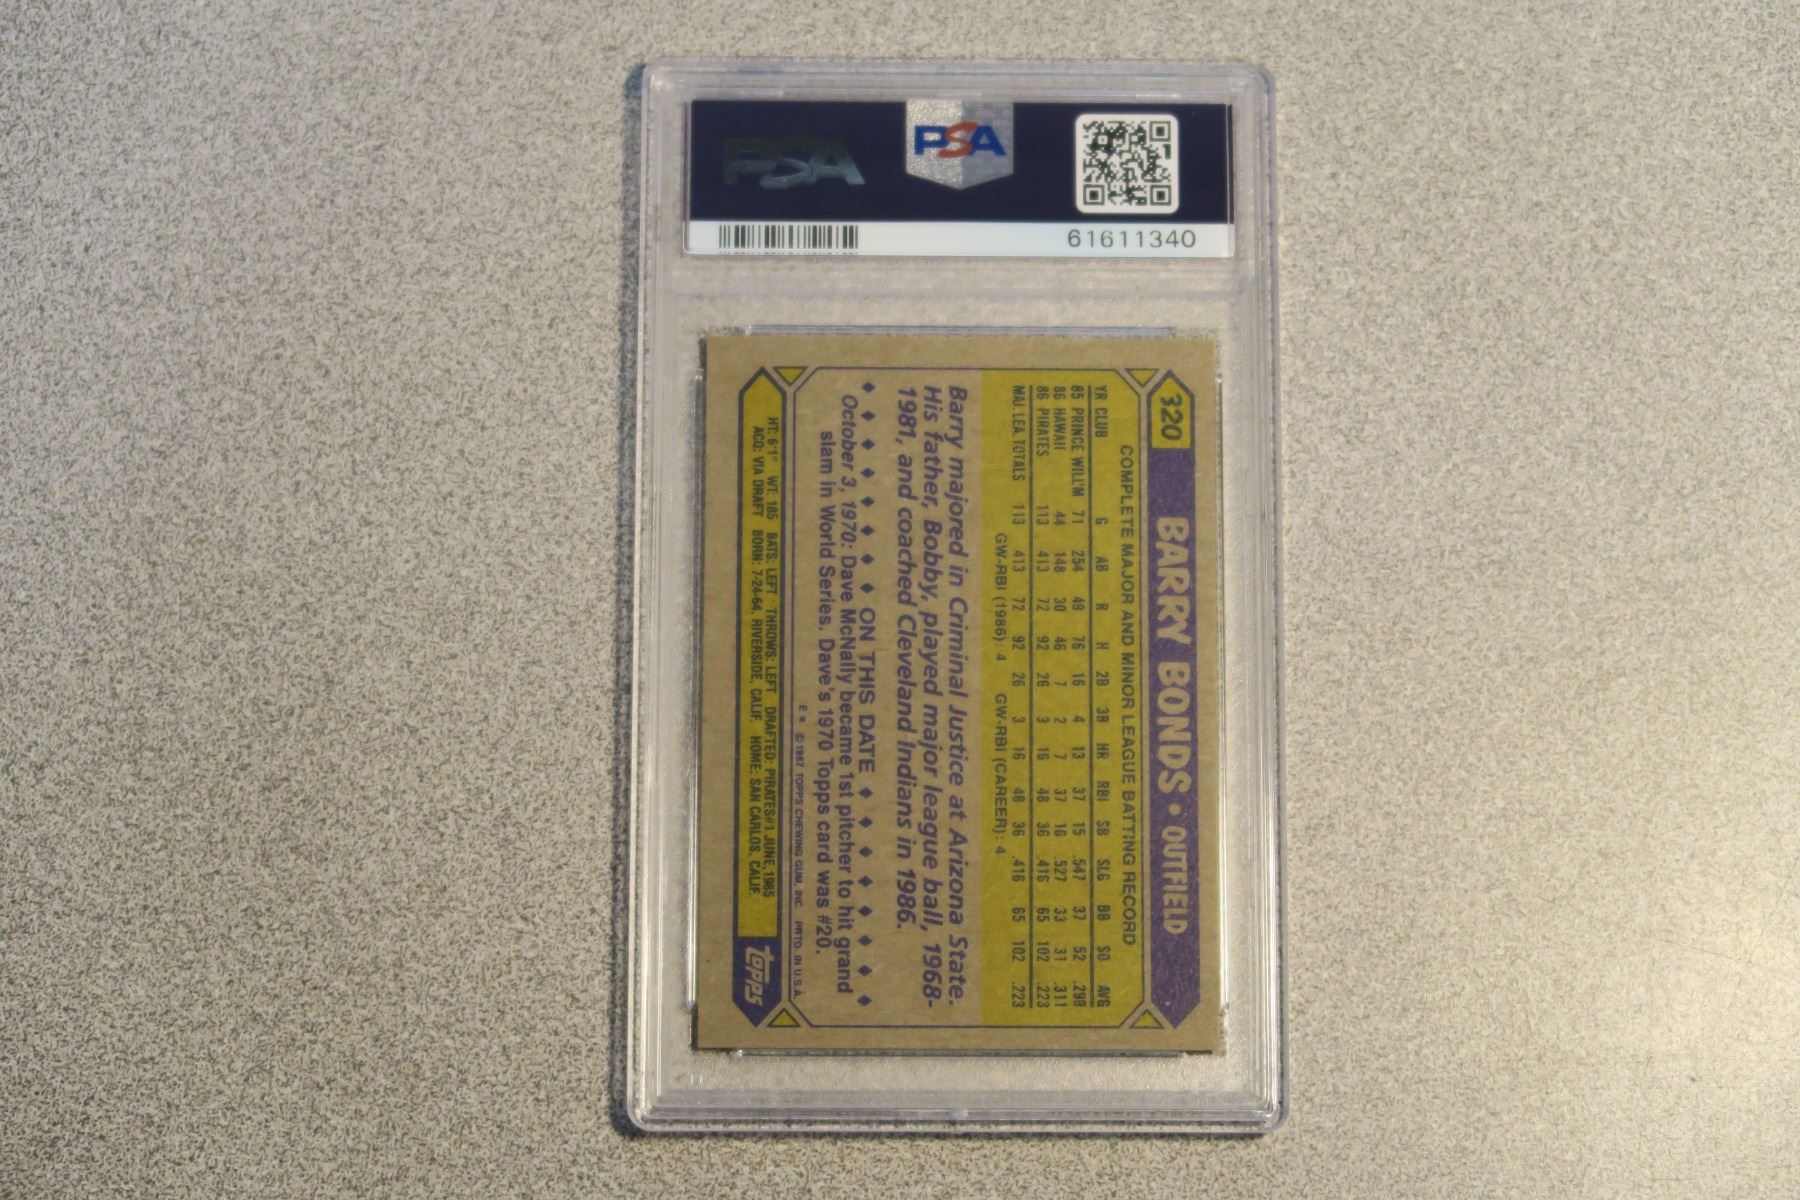 PSA
61611340
320 BARRY BONDS • OUTFIELD
COMPLETE MAJOR AND MINOR LEAGUE BATTING RECORD
YR CLUB G AB R H 2B 3B HR RBI SB SLG BB SO AVG
85 PRINCE WILL'M 71 254 49 76 16 4 13 37 15 .547 37 52 .299
86 HAWAII 44 148 30 46 7 2 7 37 16 .527 33 31 .311
86 PIRATES 113 413 72 92 26 3 16 48 36 .416 65 102 .223
MAJ. LEA. TOTALS 113 413 72 92 26 3 16 48 36 .416 65 102 .223
GW-RBI (1986): 4 GW-RBI (CAREER): 4
Barry majored in Criminal Justice at Arizona State.
His father, Bobby, played major league ball, 1968-
1981, and coached Cleveland Indians in 1986.
ON THIS DATE
October 3, 1970: Dave McNally became 1st pitcher to hit grand
slam in World Series. Dave's 1970 Topps card was #20.
E * © 1987 TOPPS CHEWING GUM, INC. PRTD. IN U.S.A.
HT: 6'1" WT: 185 BATS: LEFT THROWS: LEFT DRAFTED: PIRATES#1 JUNE, 1985
ACQ: VIA DRAFT BORN: 7-24-64, RIVERSIDE, CALIF. HOME: SAN CARLOS, CALIF.
topps